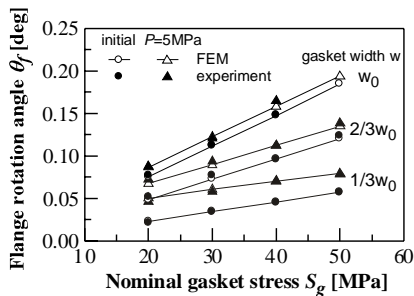 Flange rotation angle θf [deg]
0.25
0.20
0.15
0.10
0.05
0.00
initial P=5MPa
FEM
experiment
gasket width w
w0
2/3w0
1/3w0
10 20 30 40 50 60
Nominal gasket stress Sg [MPa]